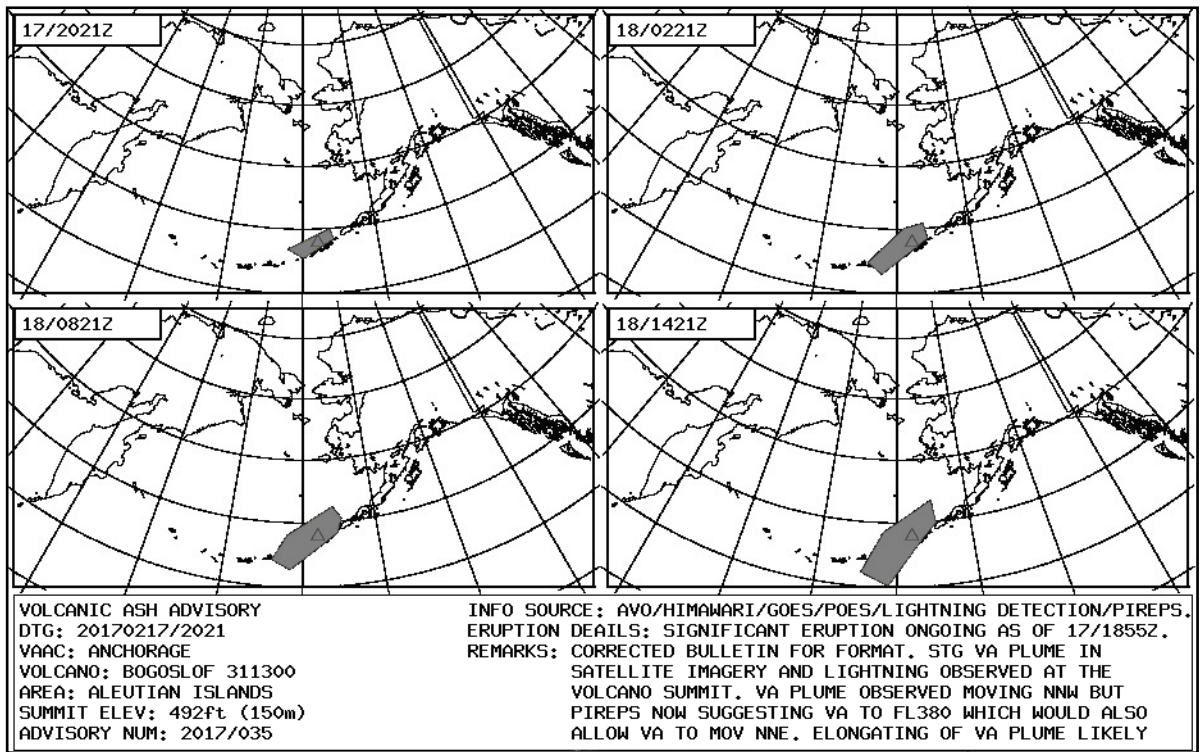 17/2021Z
18/0221Z
18/0821Z
18/1421Z
VOLCANIC ASH ADVISORY
DTG: 20170217/2021
VAAC: ANCHORAGE
VOLCANO: BOGOSLOF 311300
AREA: ALEUTIAN ISLANDS
SUMMIT ELEV: 492ft (150m)
ADVISORY NUM: 2017/035
INFO SOURCE: AVO/HIMAWARI/GOES/POES/LIGHTNING DETECTION/PIREPS.
ERUPTION DEAILS: SIGNIFICANT ERUPTION ONGOING AS OF 17/1855Z.
REMARKS: CORRECTED BULLETIN FOR FORMAT. STG VA PLUME IN
SATELLITE IMAGERY AND LIGHTNING OBSERVED AT THE
VOLCANO SUMMIT. VA PLUME OBSERVED MOVING NNW BUT
PIREPS NOW SUGGESTING VA TO FL380 WHICH WOULD ALSO
ALLOW VA TO MOV NNE. ELONGATING OF VA PLUME LIKELY